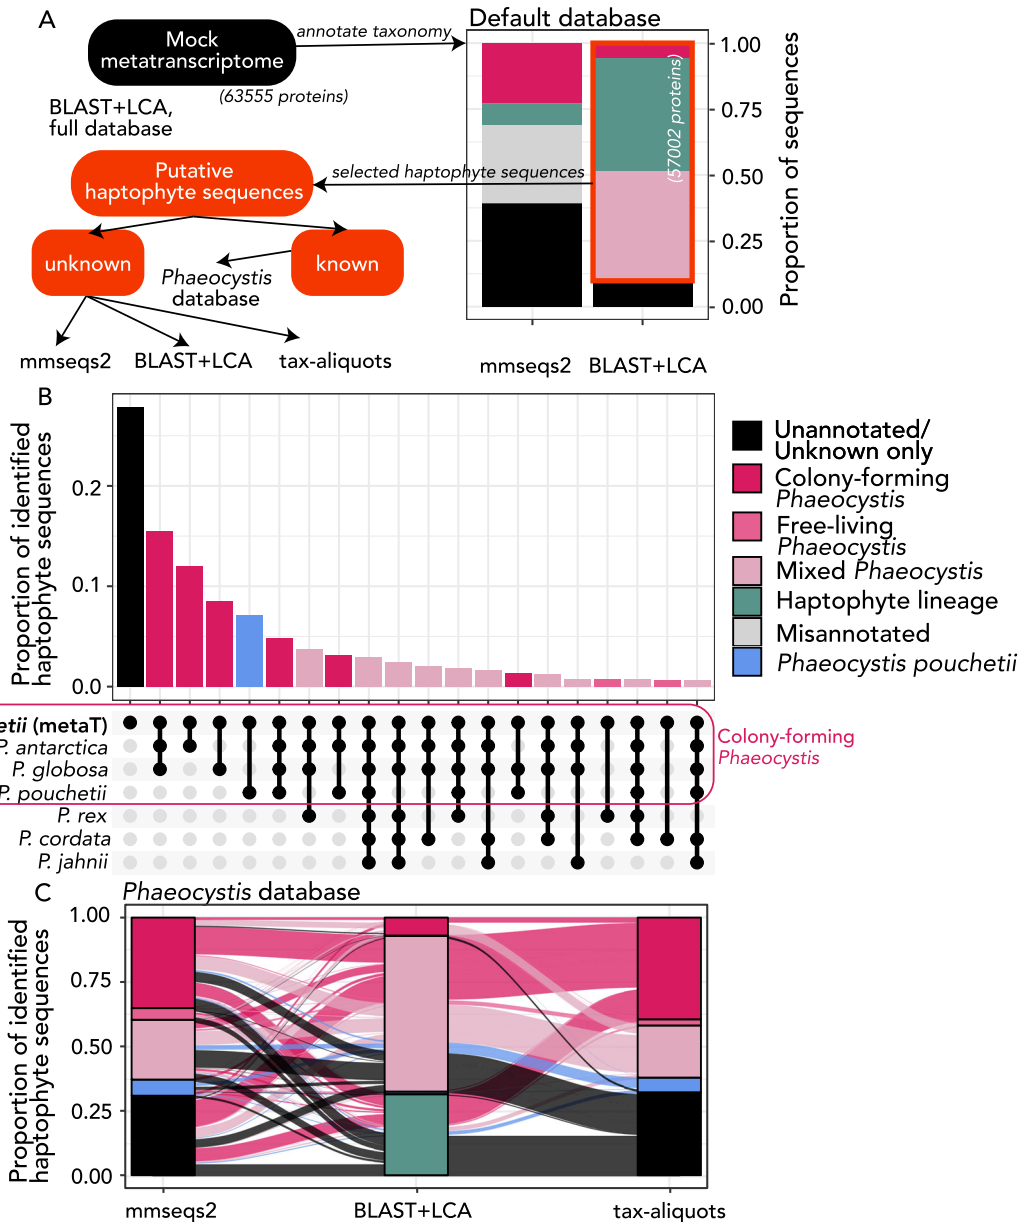 A
Mock
metatranscriptome
annotate taxonomy
(63555 proteins)
BLAST+LCA,
full database
Putative
haptophyte sequences
selected haptophyte sequences
unknown
known
Phaeocystis
database
mmseqs2
BLAST+LCA
tax-aliquots
Default database
(57002 proteins)
1.00
0.75
0.50
0.25
0.00
Proportion of sequences
mmseqs2
BLAST+LCA
B
Proportion of identified
haptophyte sequences
0.2
0.1
0.0
Unannotated/
Unknown only
Colony-forming
Phaeocystis
Free-living
Phaeocystis
Mixed Phaeocystis
Haptophyte lineage
Misannotated
Phaeocystis pouchetii
etii (metaT)
P. antarctica
P. globosa
P. pouchetii
P. rex
P. cordata
P. jahnii
Colony-forming
Phaeocystis
C
Phaeocystis database
Proportion of identified
haptophyte sequences
1.00
0.75
0.50
0.25
0.00
mmseqs2
BLAST+LCA
tax-aliquots